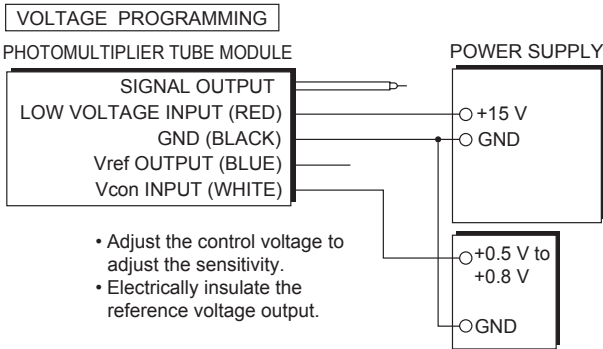 VOLTAGE PROGRAMMING
PHOTOMULTIPLIER TUBE MODULE
SIGNAL OUTPUT
LOW VOLTAGE INPUT (RED)
GND (BLACK)
Vref OUTPUT (BLUE)
Vcon INPUT (WHITE)
POWER SUPPLY
+15 V
GND
+0.5 V to
+0.8 V
GND
• Adjust the control voltage to
adjust the sensitivity.
• Electrically insulate the
reference voltage output.